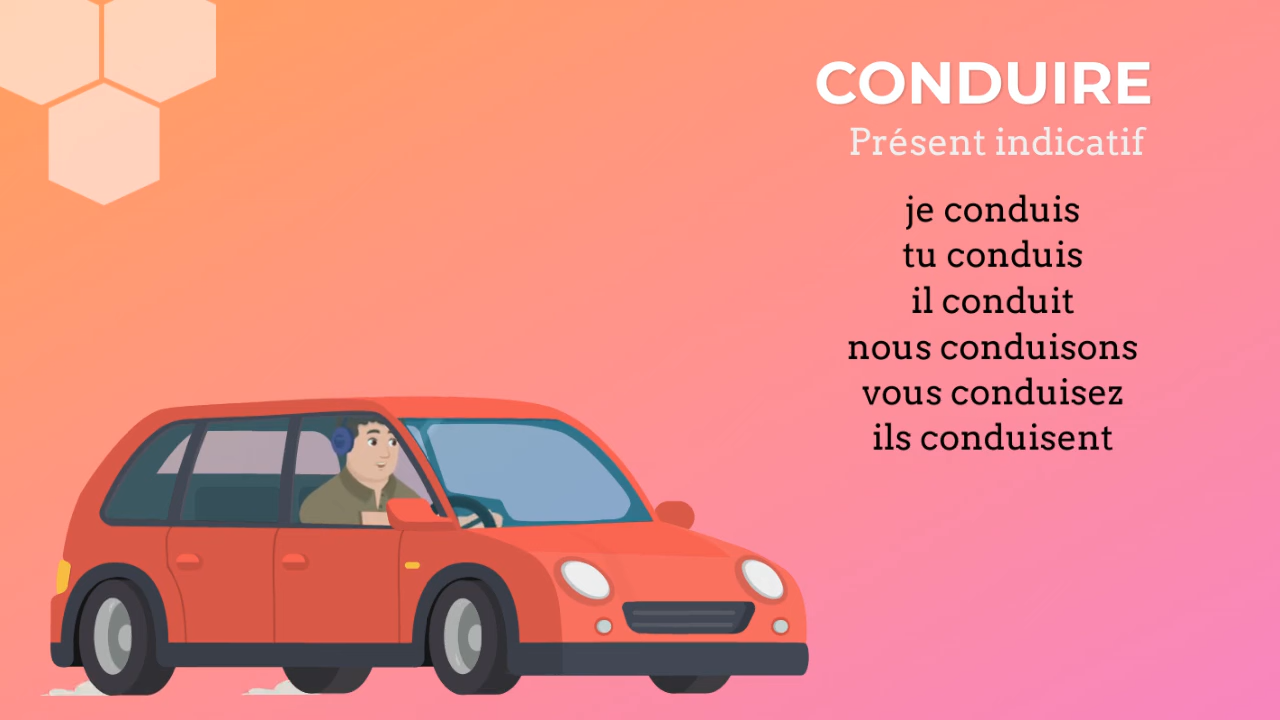 CONDUIRE
Présent indicatif
je conduis
tu conduis
il conduit
nous conduisons
vous conduisez
ils conduisent